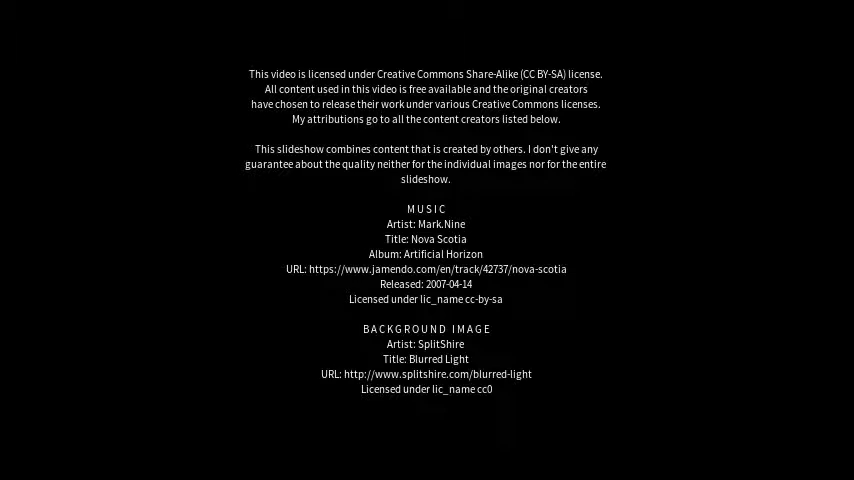 This video is licensed under Creative Commons Share-Alike (CC BY-SA) license.
All content used in this video is free available and the original creators
have chosen to release their work under various Creative Commons licenses.
My attributions go to all the content creators listed below.
This slideshow combines content that is created by others. I don't give any
guarantee about the quality neither for the individual images nor for the entire
slideshow.
MUSIC
Artist: Mark.Nine
Title: Nova Scotia
Album: Artificial Horizon
URL: https://www.jamendo.com/en/track/42737/nova-scotia
Released: 2007-04-14
Licensed under lic_name cc-by-sa
BACKGROUND IMAGE
Artist: SplitShire
Title: Blurred Light
URL: http://www.splitshire.com/blurred-light
Licensed under lic_name cc0